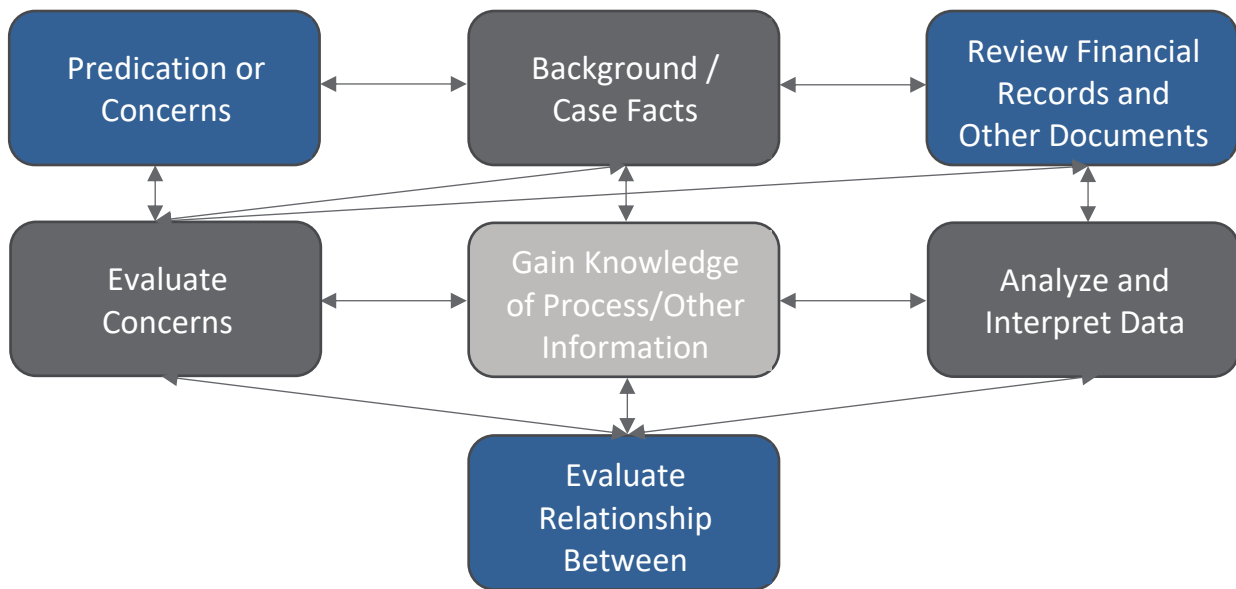 Predication or
Concerns
Background /
Case Facts
Review Financial
Records and
Other Documents
Evaluate
Concerns
Gain Knowledge
of Process/Other
Information
Analyze and
Interpret Data
Evaluate
Relationship
Between